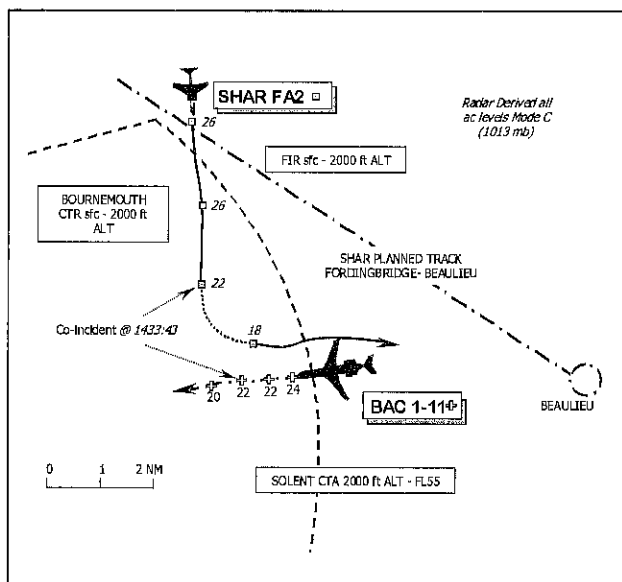 SHAR FA2
Radar Derived all
ac levels Mode C
(1013 mb)
26
FIR sfc - 2000 ft ALT
BOURNEMOUTH
CTR sfc - 2000 ft
ALT
26
SHAR PLANNED TRACK
FORDINGBRIDGE- BEAULIEU
22
Co-Incident @ 1433:43
18
20
22
22
24
BAC 1-11
BEAULIEU
0 1 2 NM
SOLENT CTA 2000 ft ALT - FL55